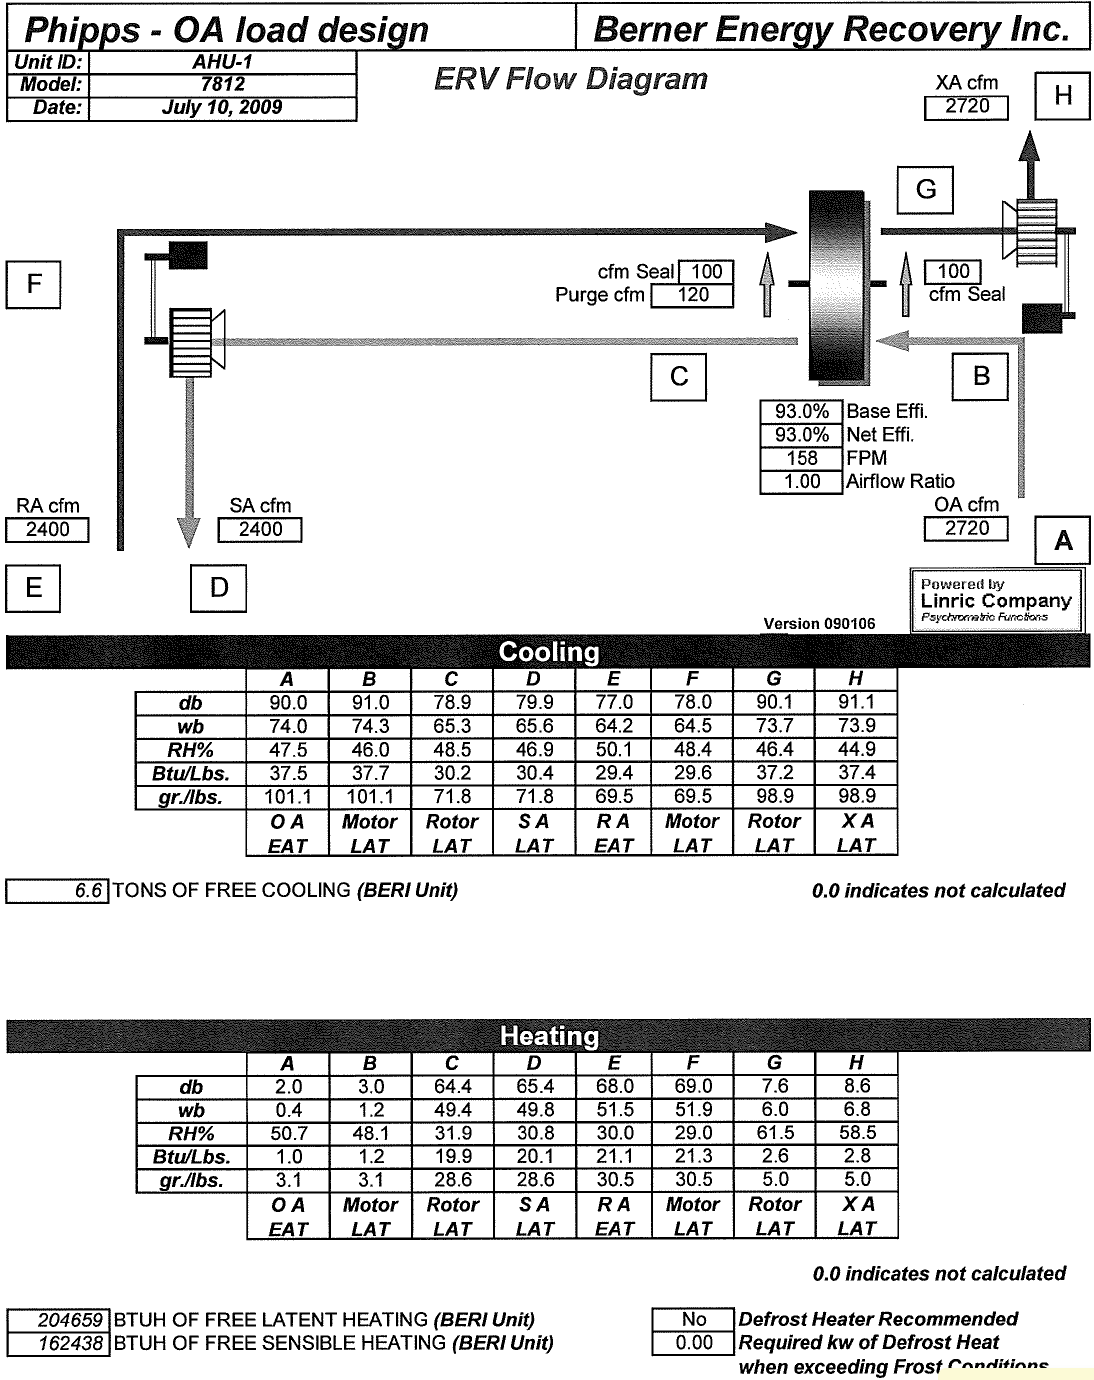 Phipps - OA load design
Berner Energy Recovery Inc.
Unit ID: AHU-1
Model: 7812
Date: July 10, 2009
ERV Flow Diagram
XA cfm
2720
H
G
F
cfm Seal 100
Purge cfm 120
100
cfm Seal
C
B
93.0% Base Effi.
93.0% Net Effi.
158 FPM
1.00 Airflow Ratio
RA cfm
2400
SA cfm
2400
OA cfm
2720
A
E
D
Powered by
Linric Company
Psychrometric Functions
Version 090106
Cooling
A B C D E F G H
db 90.0 91.0 78.9 79.9 77.0 78.0 90.1 91.1
wb 74.0 74.3 65.3 65.6 64.2 64.5 73.7 73.9
RH% 47.5 46.0 48.5 46.9 50.1 48.4 46.4 44.9
Btu/Lbs. 37.5 37.7 30.2 30.4 29.4 29.6 37.2 37.4
gr./lbs. 101.1 101.1 71.8 71.8 69.5 69.5 98.9 98.9
O A Motor Rotor S A R A Motor Rotor X A
EAT LAT LAT LAT EAT LAT LAT LAT
6.6 TONS OF FREE COOLING (BERI Unit)
0.0 indicates not calculated
Heating
A B C D E F G H
db 2.0 3.0 64.4 65.4 68.0 69.0 7.6 8.6
wb 0.4 1.2 49.4 49.8 51.5 51.9 6.0 6.8
RH% 50.7 48.1 31.9 30.8 30.0 29.0 61.5 58.5
Btu/Lbs. 1.0 1.2 19.9 20.1 21.1 21.3 2.6 2.8
gr./lbs. 3.1 3.1 28.6 28.6 30.5 30.5 5.0 5.0
O A Motor Rotor S A R A Motor Rotor X A
EAT LAT LAT LAT EAT LAT LAT LAT
0.0 indicates not calculated
204659 BTUH OF FREE LATENT HEATING (BERI Unit)
162438 BTUH OF FREE SENSIBLE HEATING (BERI Unit)
No Defrost Heater Recommended
0.00 Required kw of Defrost Heat
when exceeding Frost Conditions